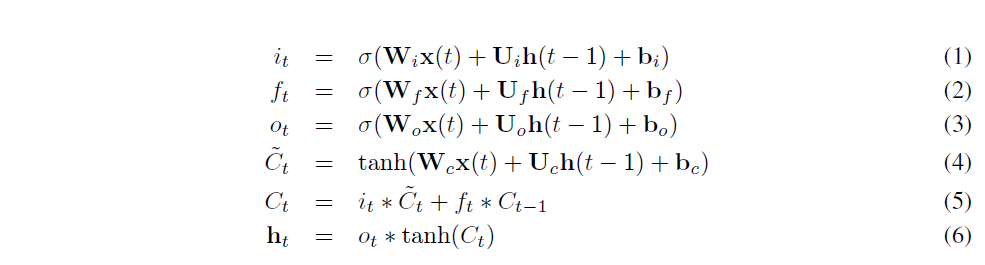 i_t = σ(W_i x(t) + U_i h(t − 1) + b_i) (1)
f_t = σ(W_f x(t) + U_f h(t − 1) + b_f) (2)
o_t = σ(W_o x(t) + U_o h(t − 1) + b_o) (3)
C̃_t = tanh(W_c x(t) + U_c h(t − 1) + b_c) (4)
C_t = i_t ∗ C̃_t + f_t ∗ C_{t−1} (5)
h_t = o_t ∗ tanh(C_t) (6)